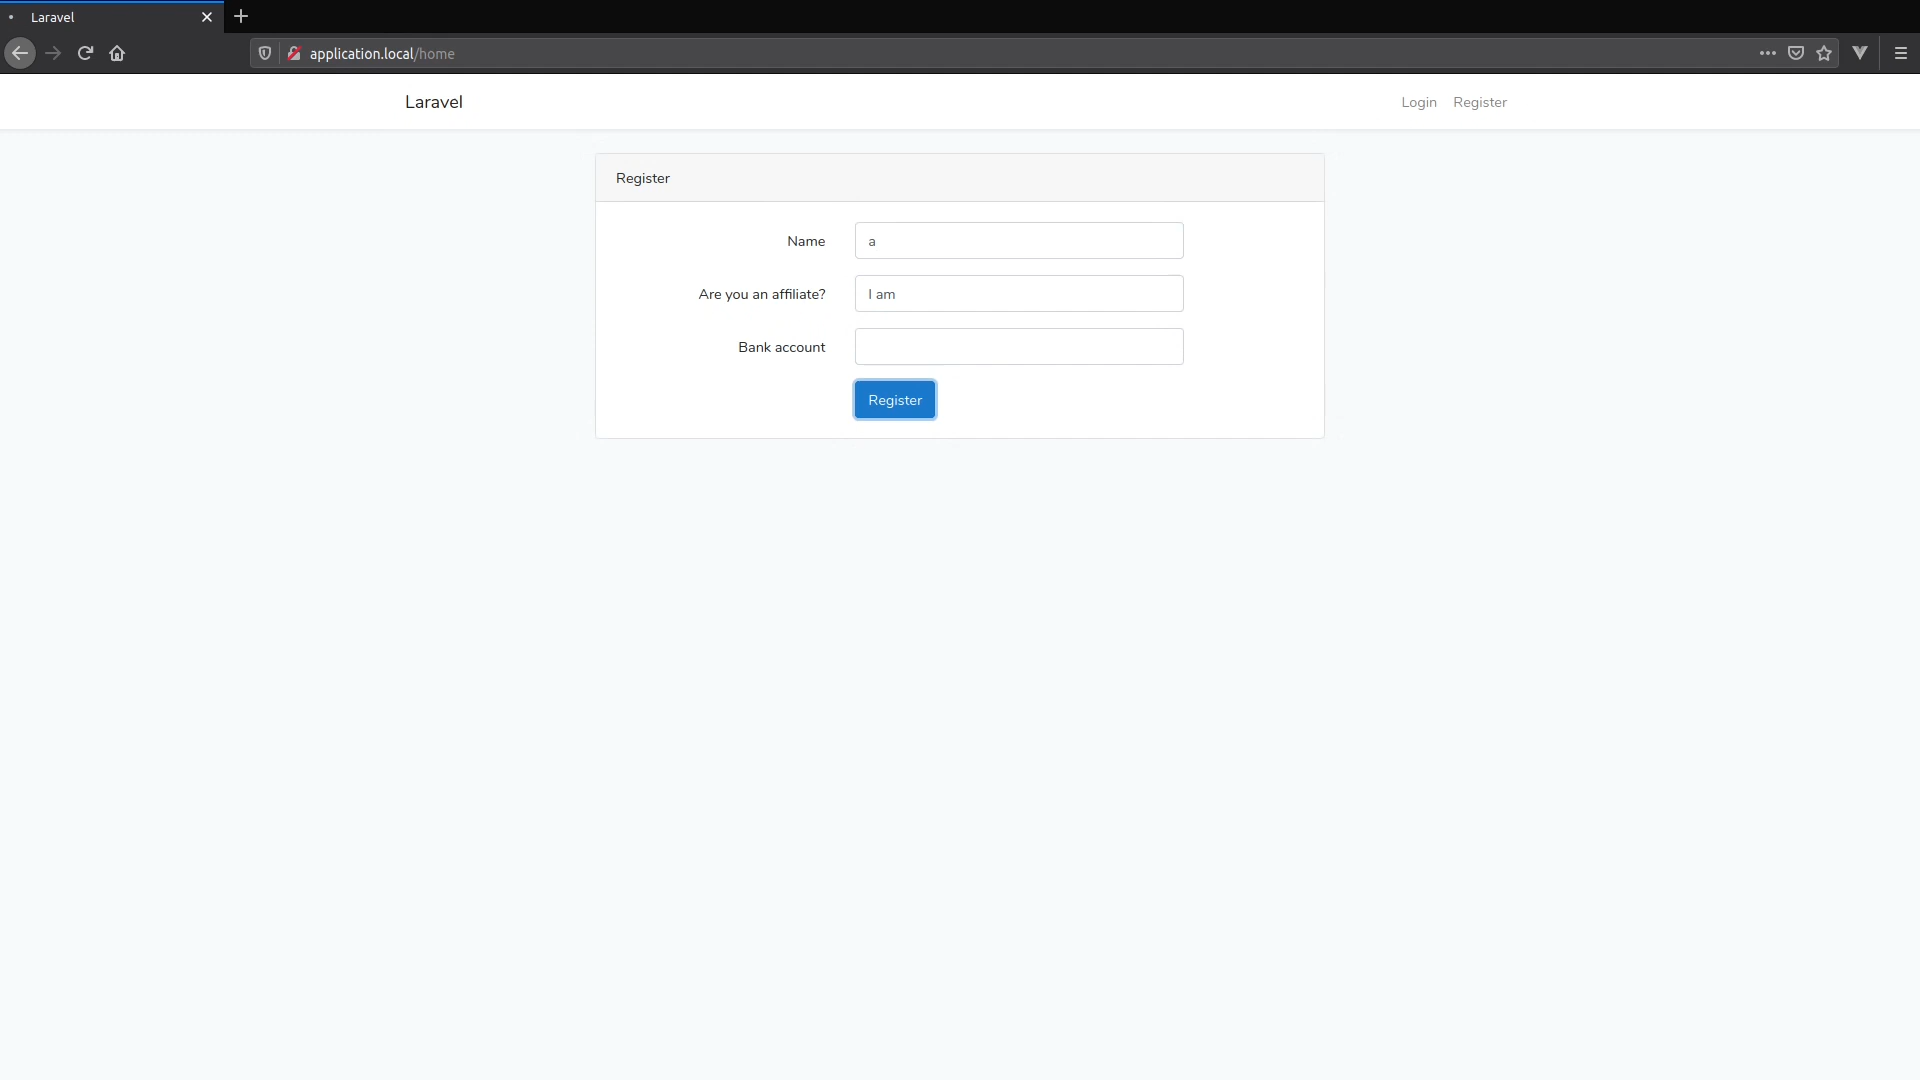 Laravel
application.local/home
Laravel
Login Register
Register
Name
a
Are you an affiliate?
I am
Bank account
Register